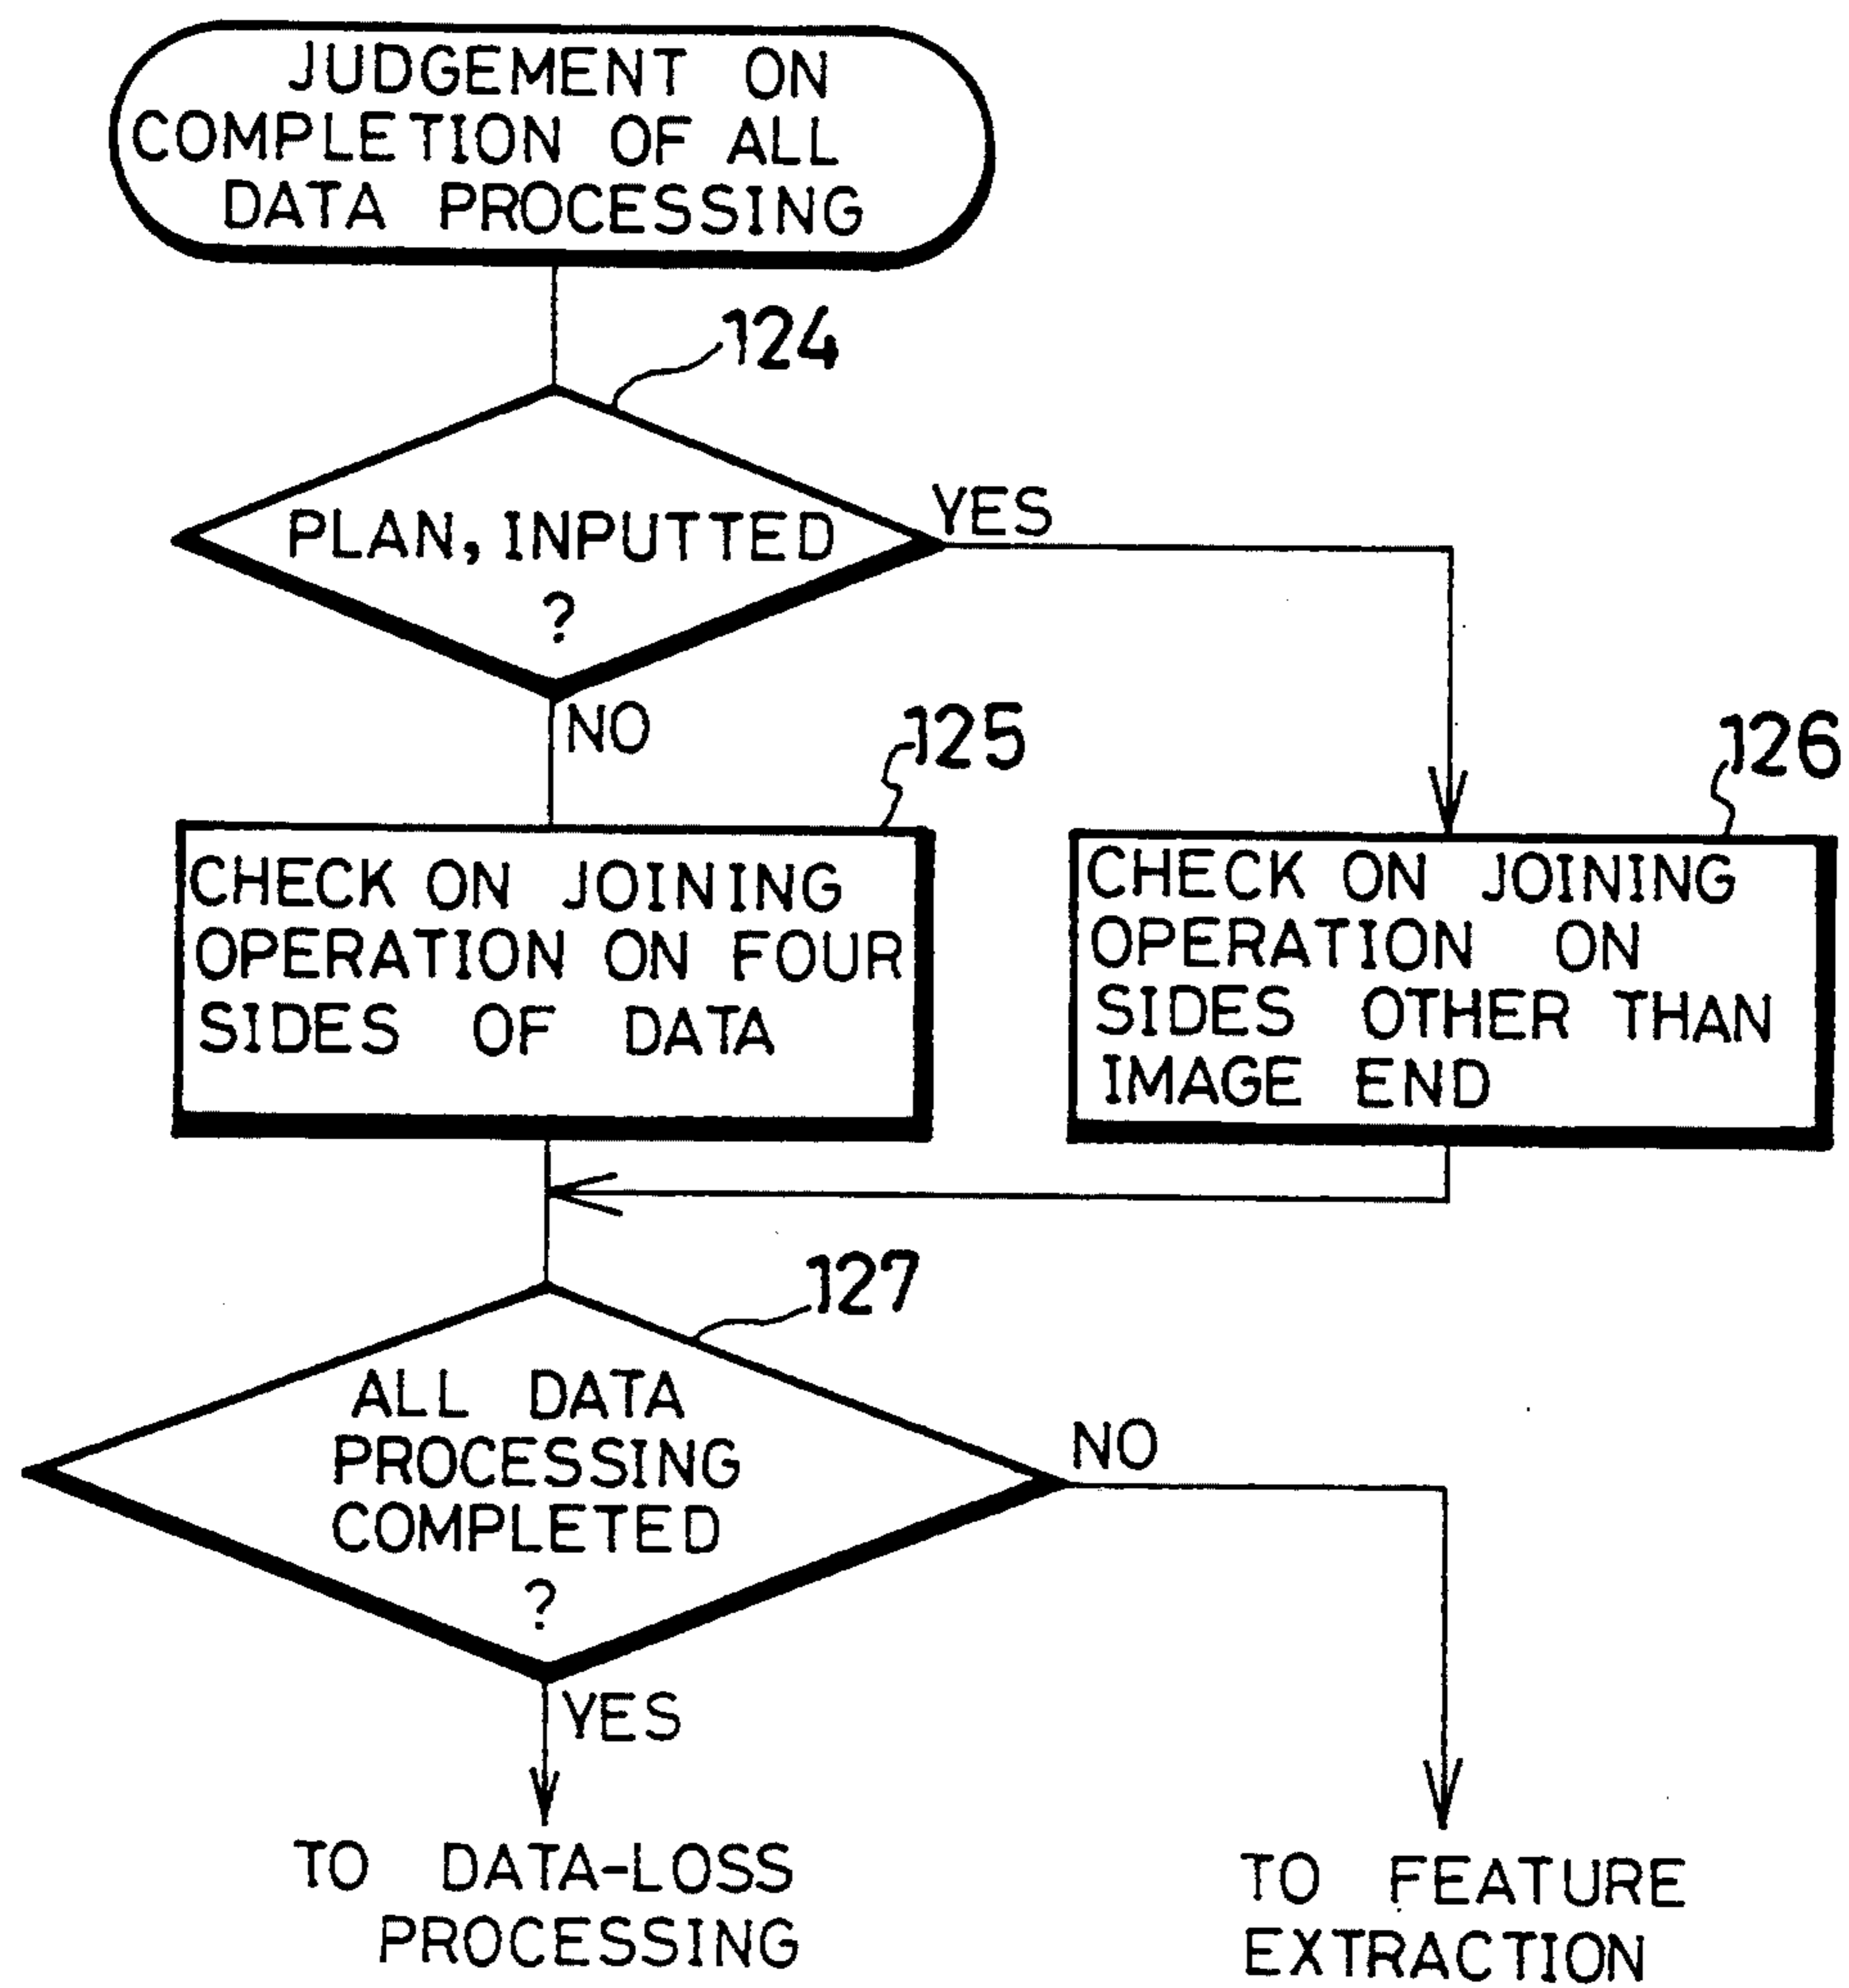 JUDGEMENT ON
COMPLETION OF ALL
DATA PROCESSING
124
PLAN, INPUTTED
?
YES
NO
125
CHECK ON JOINING
OPERATION ON FOUR
SIDES OF DATA
126
CHECK ON JOINING
OPERATION ON
SIDES OTHER THAN
IMAGE END
127
ALL DATA
PROCESSING
COMPLETED
?
NO
YES
TO DATA-LOSS
PROCESSING
TO FEATURE
EXTRACTION